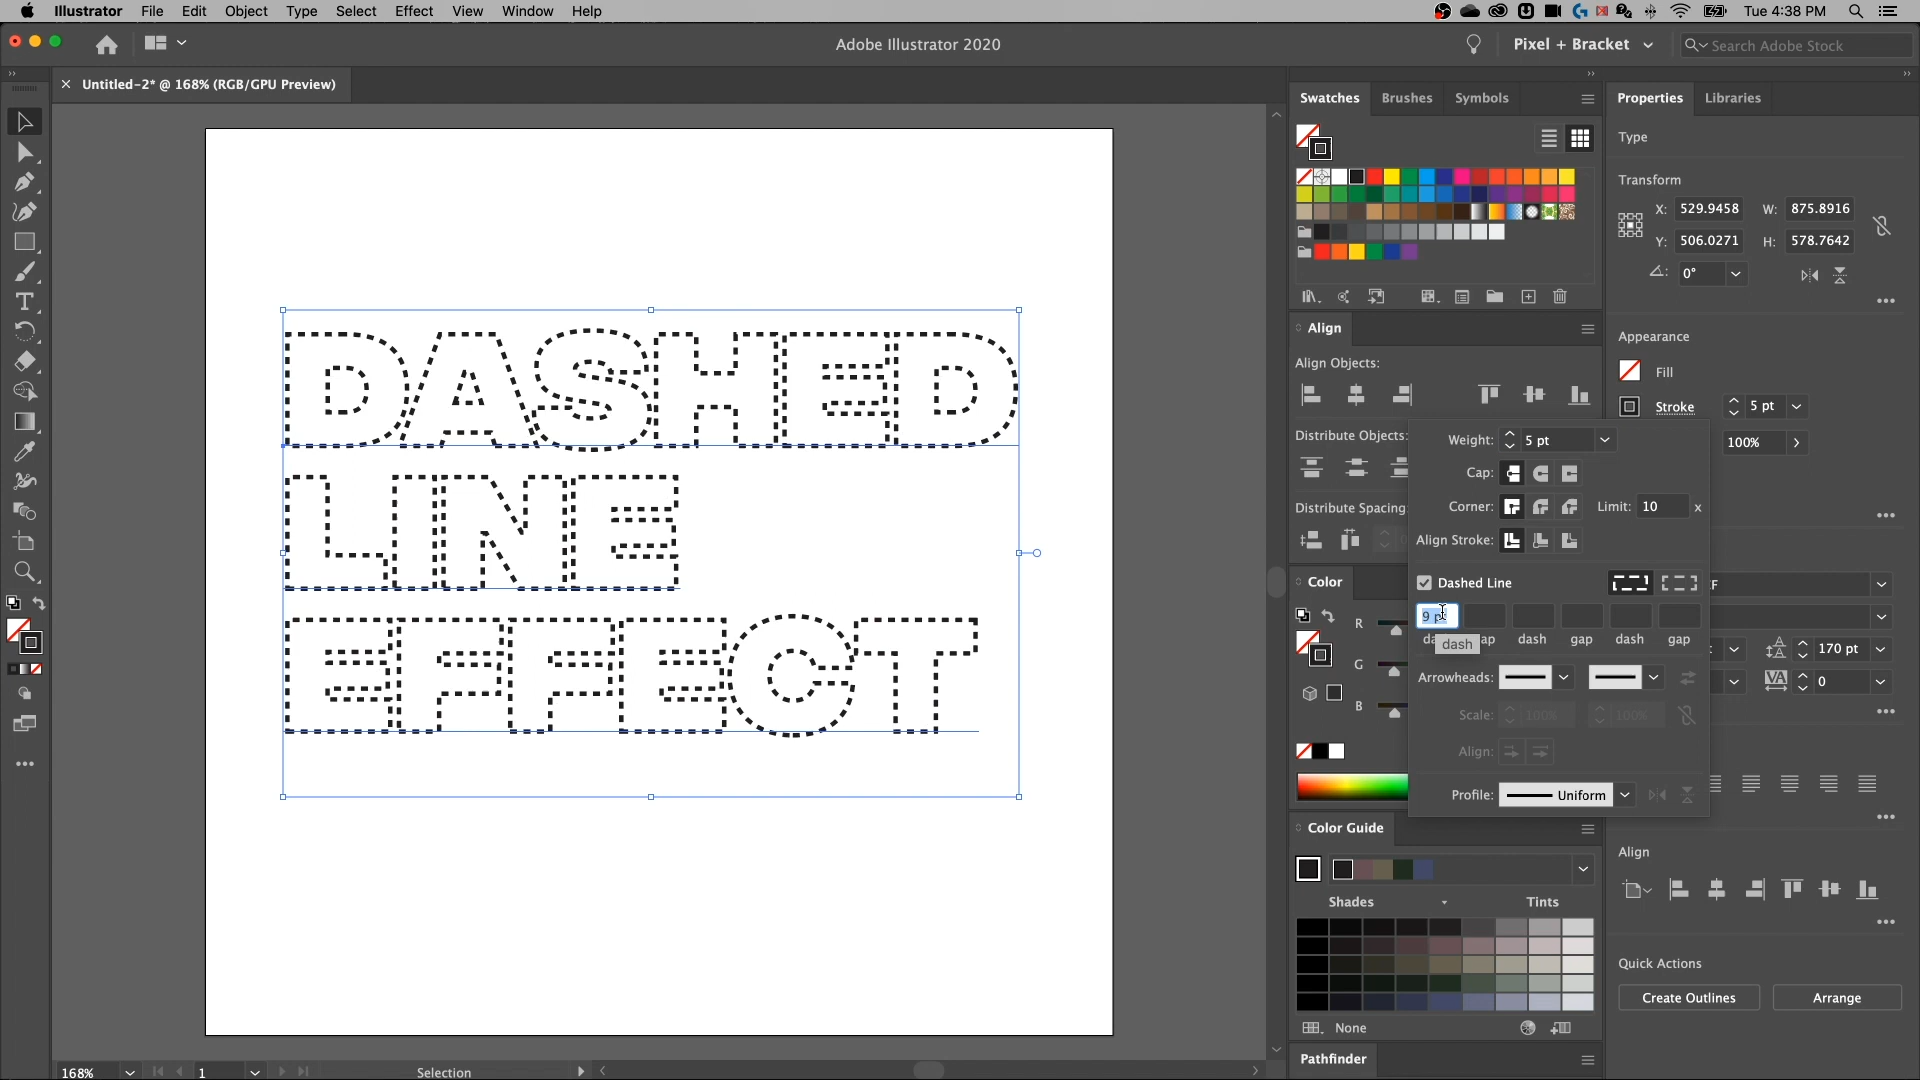 Illustrator File Edit Object Type Select Effect View Window Help Tue 4:38 PM
Adobe Illustrator 2020 Pixel + Bracket Search Adobe Stock
Untitled-2* @ 168% (RGB/GPU Preview)
DASHED
LINE
EFFECT
168% 1 Selection
Swatches Brushes Symbols
Align
Align Objects:
Distribute Objects:
Distribute Spacing:
Color
R
G
B
Color Guide
Shades Tints
None
Pathfinder
Weight: 5 pt
Cap:
Corner: Limit: 10 x
Align Stroke:
Dashed Line
9 p
dash gap dash gap
dash
Arrowheads:
Scale: 100% 100%
Align:
Profile: Uniform
Properties Libraries
Type
Transform
X: 529.9458 W: 875.8916
Y: 506.0271 H: 578.7642
0°
Appearance
Fill
Stroke 5 pt
100%
170 pt
VA 0
Align
Quick Actions
Create Outlines Arrange